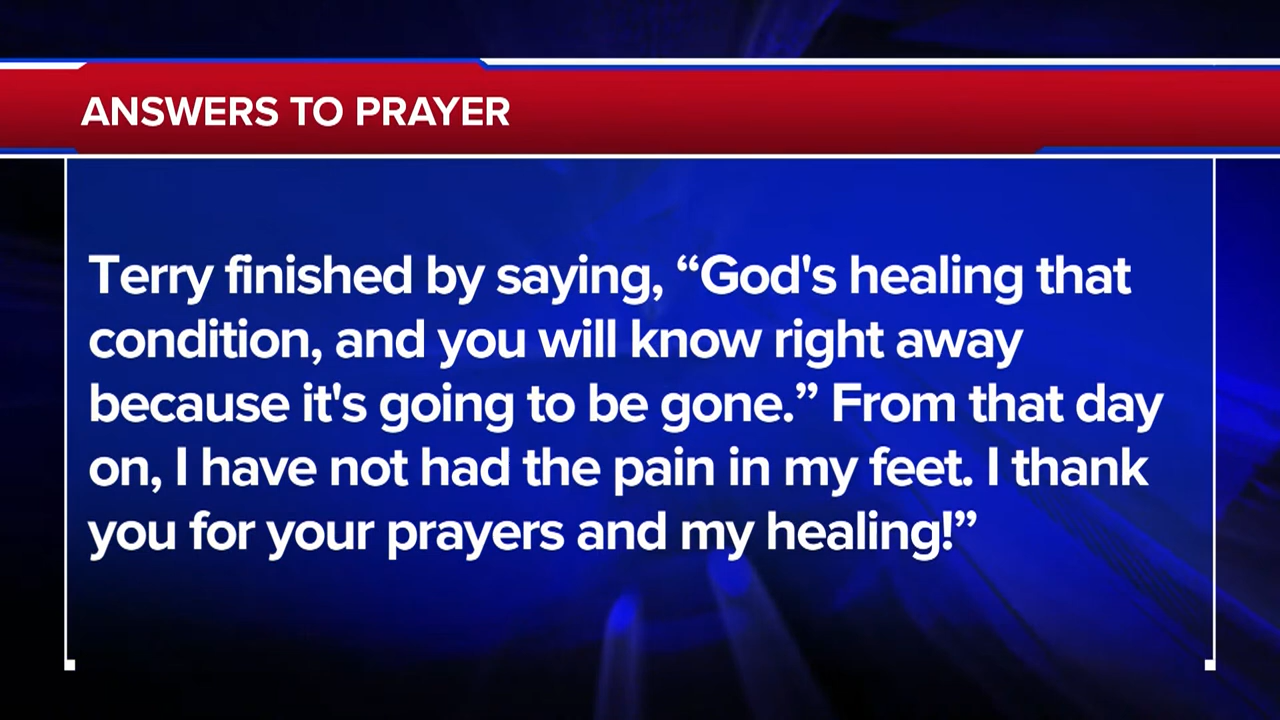 ANSWERS TO PRAYER
Terry finished by saying, “God's healing that
condition, and you will know right away
because it's going to be gone.” From that day
on, I have not had the pain in my feet. I thank
you for your prayers and my healing!”